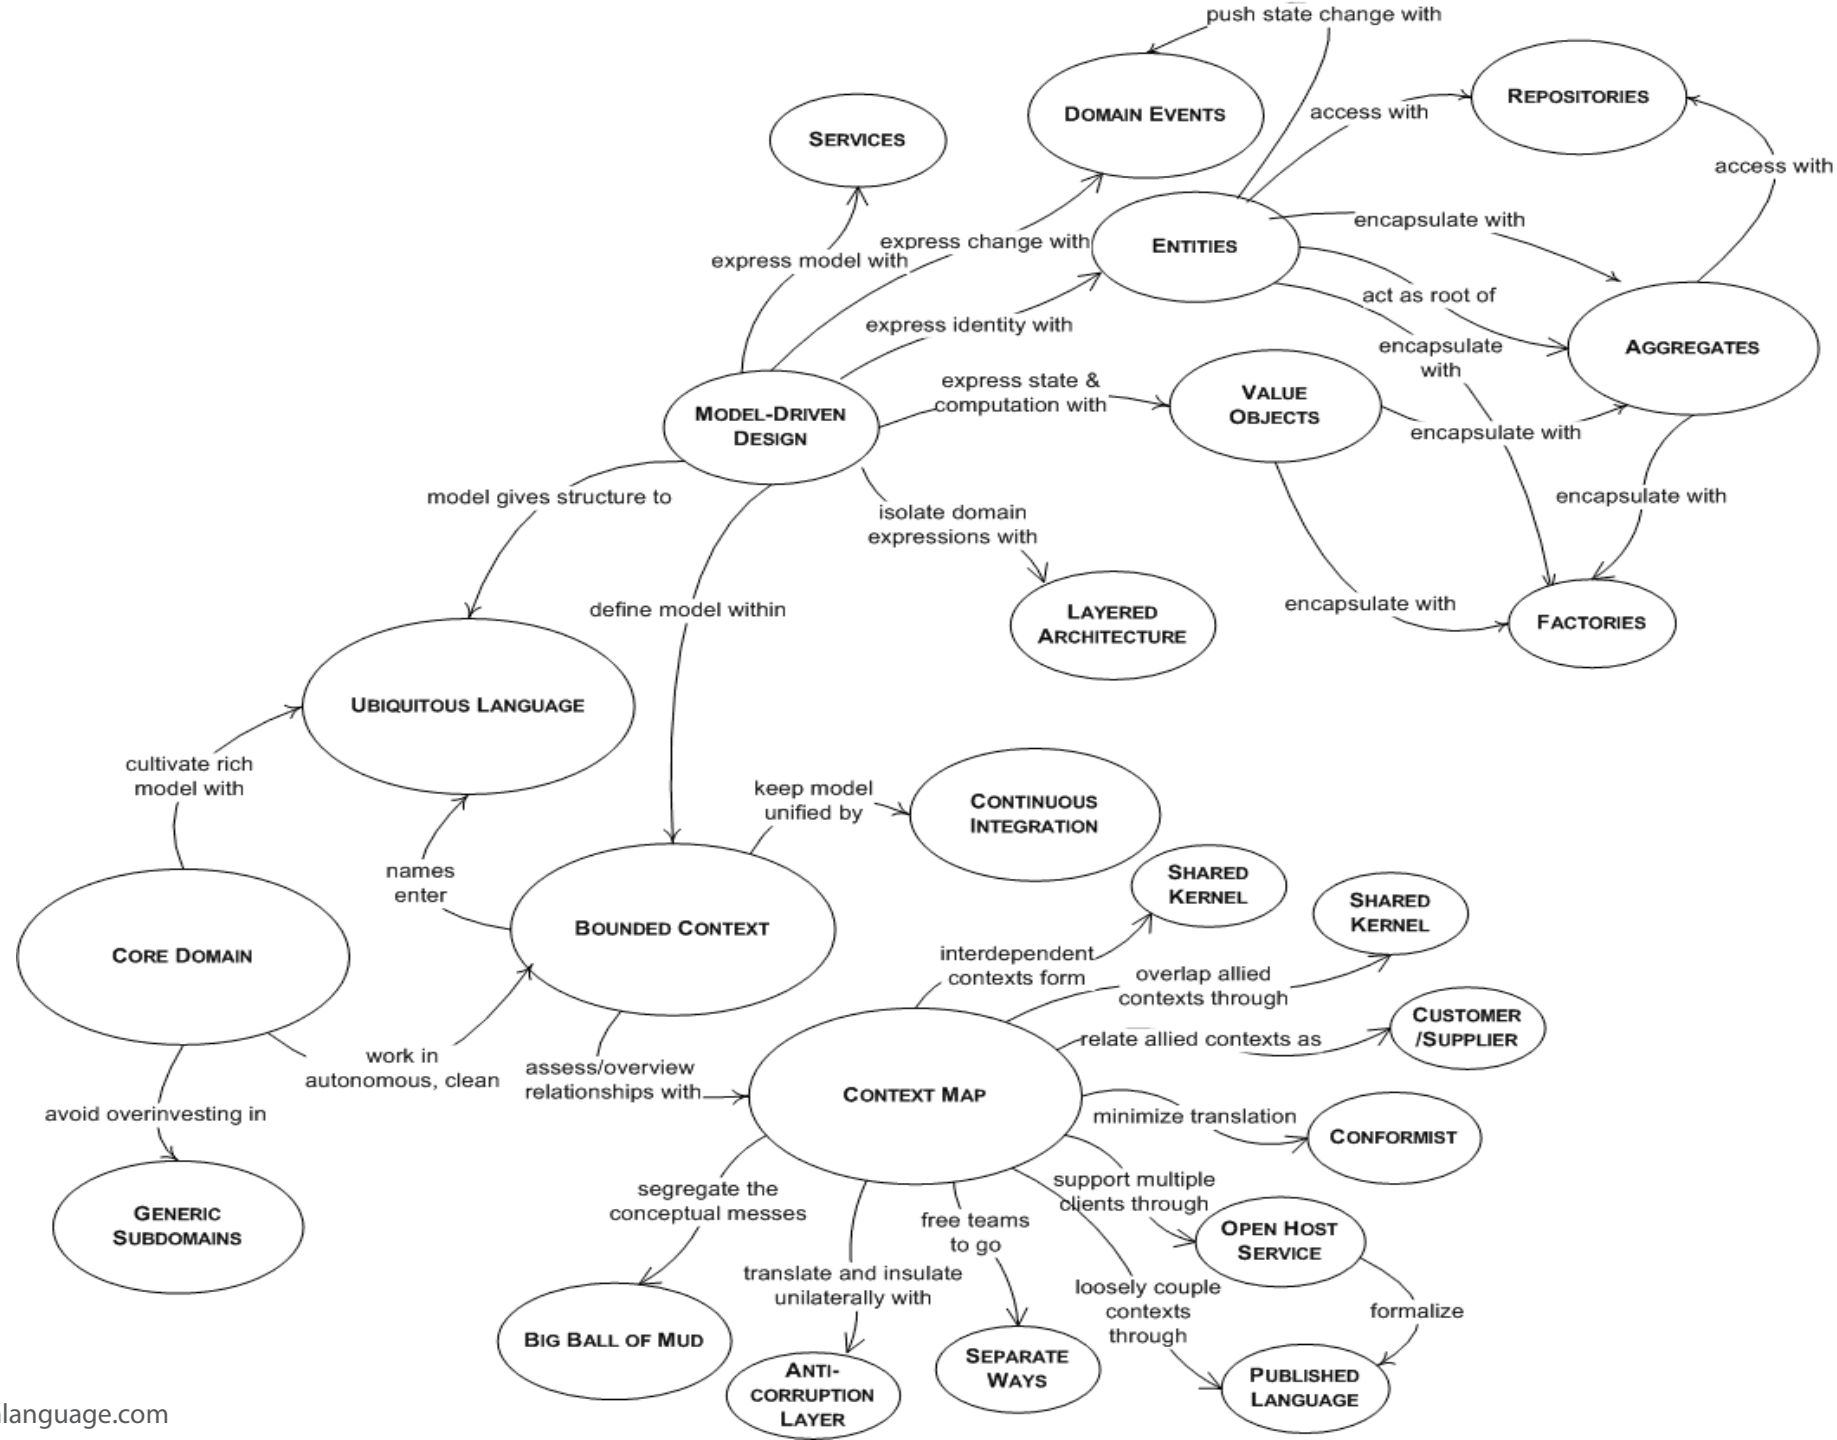 push state change with
DOMAIN EVENTS
REPOSITORIES
access with
SERVICES
access with
encapsulate with
express change with
ENTITIES
express model with
act as root of
express identity with
encapsulate
with
AGGREGATES
express state &
computation with
VALUE
OBJECTS
MODEL-DRIVEN
DESIGN
encapsulate with
model gives structure to
encapsulate with
isolate domain
expressions with
define model within
encapsulate with
LAYERED
ARCHITECTURE
FACTORIES
UBIQUITOUS LANGUAGE
cultivate rich
model with
keep model
unified by
CONTINUOUS
INTEGRATION
names
enter
SHARED
KERNEL
SHARED
KERNEL
BOUNDED CONTEXT
CORE DOMAIN
interdependent
contexts form
overlap allied
contexts through
CUSTOMER
/SUPPLIER
relate allied contexts as
work in
autonomous, clean
assess/overview
relationships with
CONTEXT MAP
avoid overinvesting in
minimize translation
CONFORMIST
support multiple
clients through
segregate the
conceptual messes
GENERIC
SUBDOMAINS
free teams
to go
OPEN HOST
SERVICE
translate and insulate
unilaterally with
loosely couple
contexts
through
formalize
BIG BALL OF MUD
SEPARATE
WAYS
ANTI-
CORRUPTION
LAYER
PUBLISHED
LANGUAGE
language.com